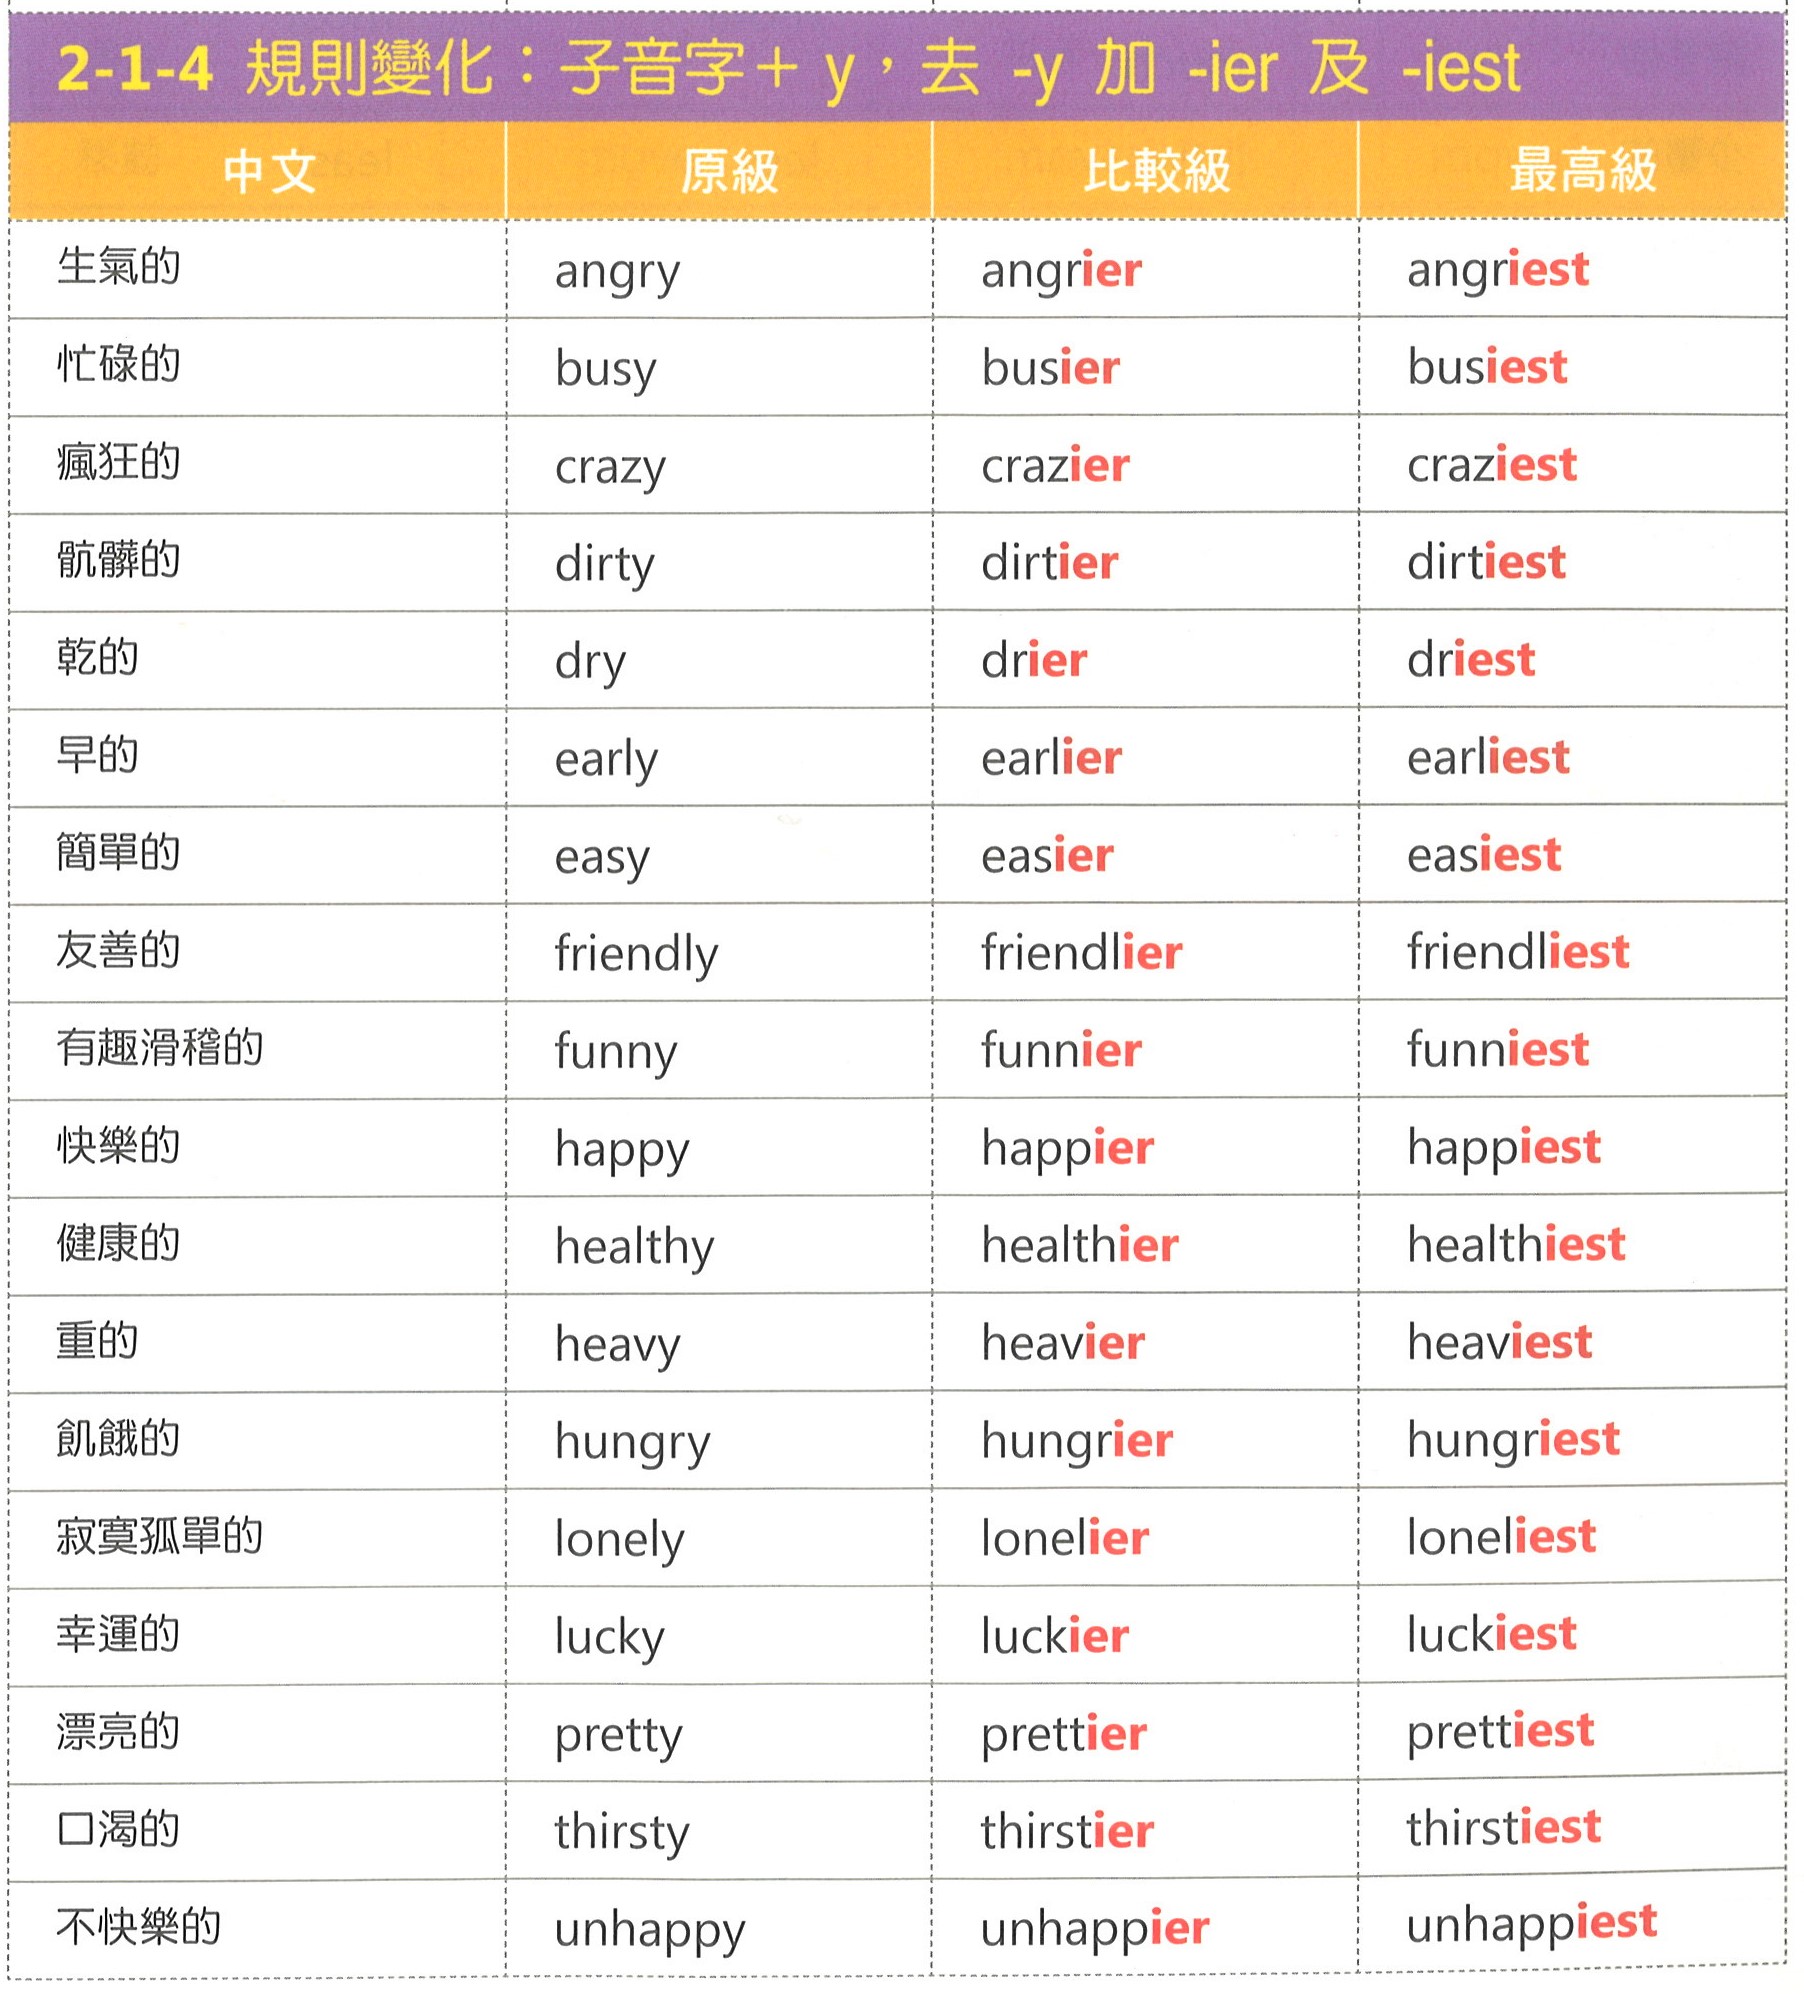 2-1-4 規則變化：子音字＋ y，去 -y 加 -ier 及 -iest
中文 原級 比較級 最高級
生氣的 angry angrier angriest
忙碌的 busy busier busiest
瘋狂的 crazy crazier craziest
骯髒的 dirty dirtier dirtiest
乾的 dry drier driest
早的 early earlier earliest
簡單的 easy easier easiest
友善的 friendly friendlier friendliest
有趣滑稽的 funny funnier funniest
快樂的 happy happier happiest
健康的 healthy healthier healthiest
重的 heavy heavier heaviest
飢餓的 hungry hungrier hungriest
寂寞孤單的 lonely lonelier loneliest
幸運的 lucky luckier luckiest
漂亮的 pretty prettier prettiest
口渴的 thirsty thirstier thirstiest
不快樂的 unhappy unhappier unhappiest